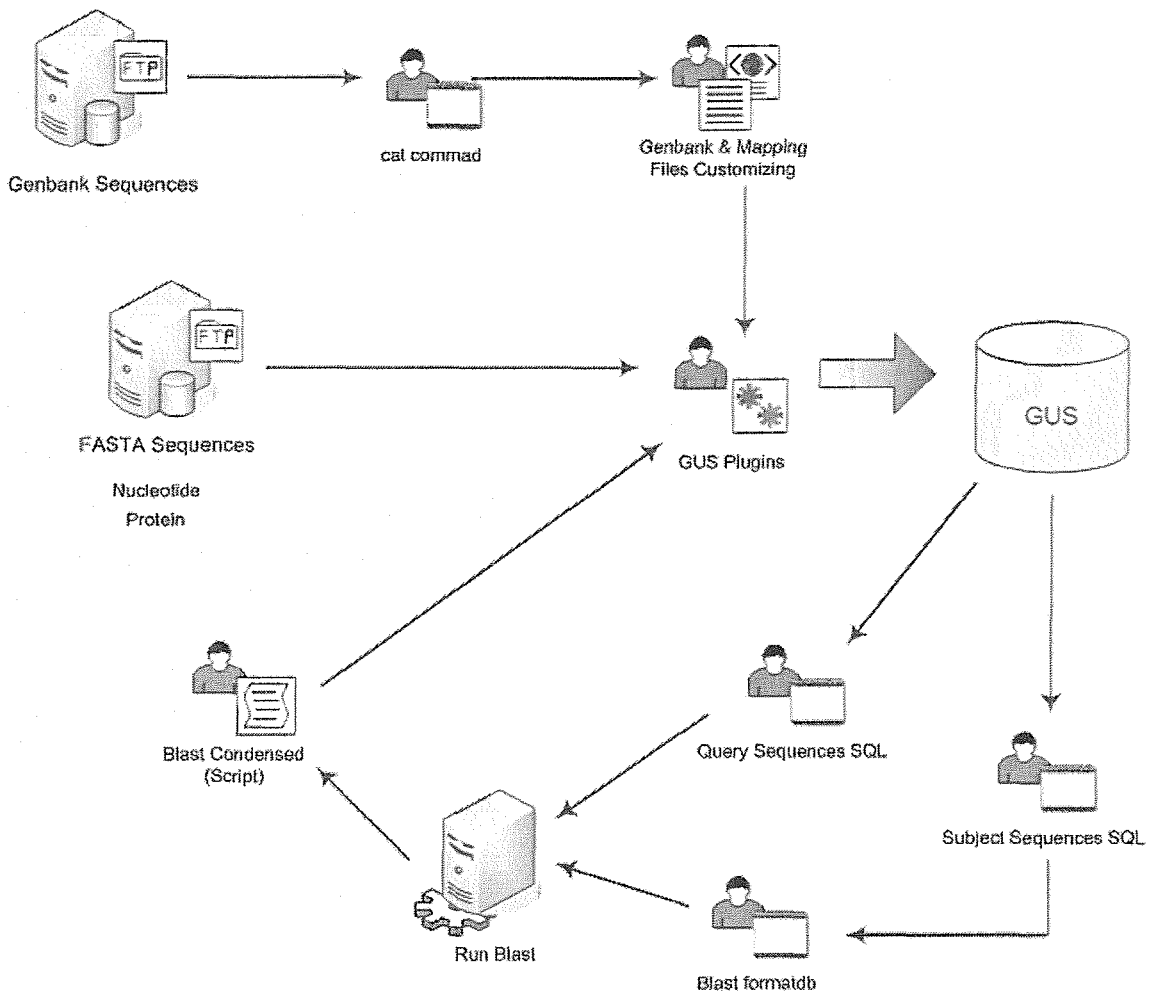 FTP
Genbank Sequences
cat commad
Genbank & Mapping
Files Customizing
FTP
FASTA Sequences
Nucleotide
Protein
GUS Plugins
GUS
Blast Condensed
(Script)
Query Sequences SQL
Subject Sequences SQL
Run Blast
Blast formatdb